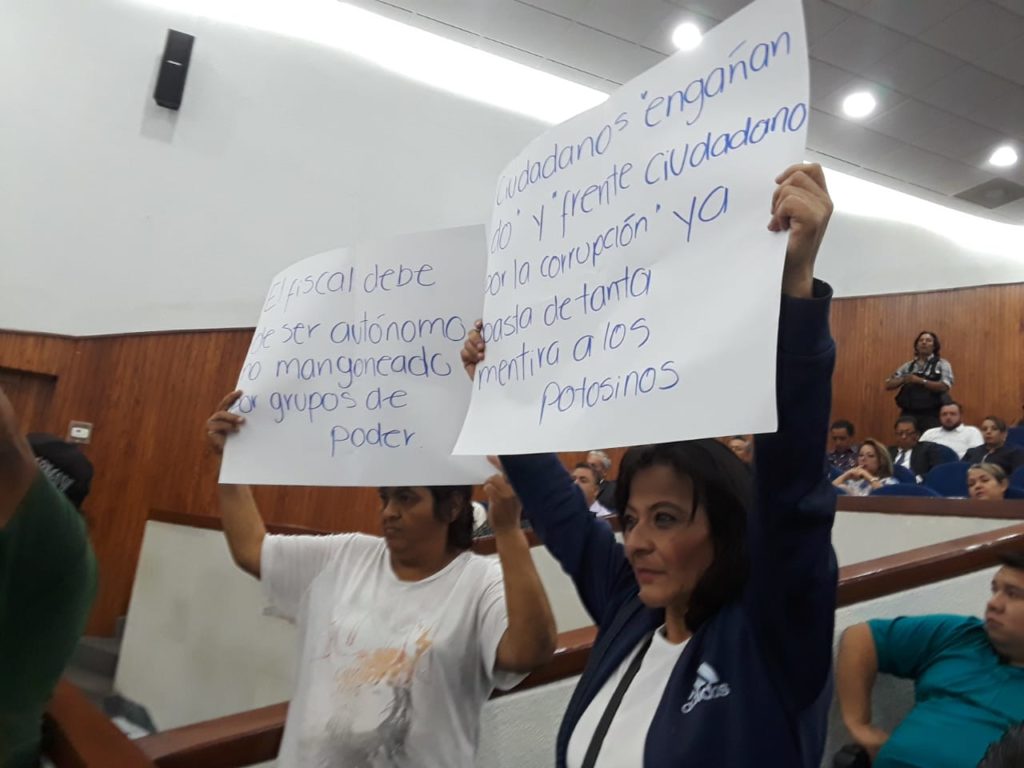 El fiscal debe
de ser autónomo
no mangoneado
por grupos de
poder.
Ciudadanos "engañan
do" y "frente ciudadano
por la corrupción" ya
basta de tanta
mentira a los
potosinos
adidas